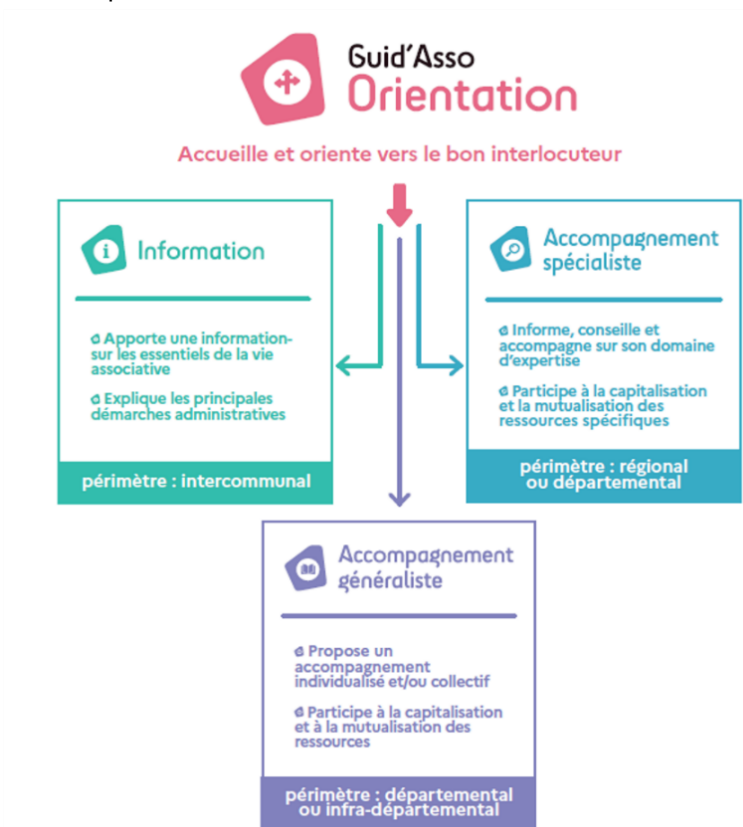 Guid'Asso
Orientation
Accueille et oriente vers le bon interlocuteur
Information
Apporte une information-
sur les essentiels de la vie
associative
Explique les principales
démarches administratives
périmètre : intercommunal
Accompagnement
spécialiste
Informe, conseille et
accompagne sur son domaine
d'expertise
Participe à la capitalisation
et la mutualisation des
ressources spécifiques
périmètre : régional
ou départemental
Accompagnement
généraliste
Propose un
accompagnement
individualisé et/ou collectif
Participe à la capitalisation
et à la mutualisation des
ressources
périmètre : départemental
ou infra-départemental